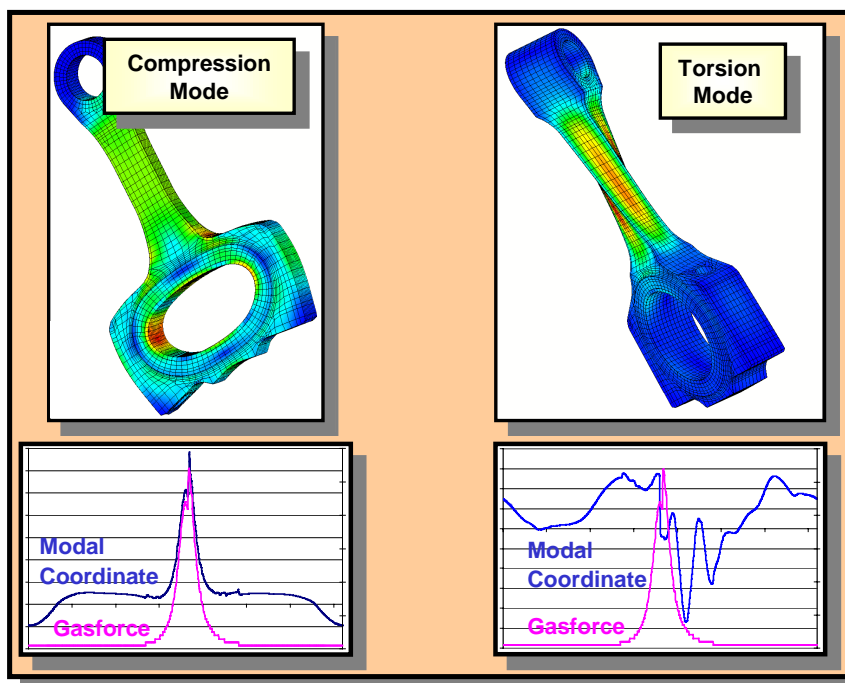 Compression
Mode
Torsion
Mode
Modal
Coordinate
Gasforce
Modal
Coordinate
Gasforce